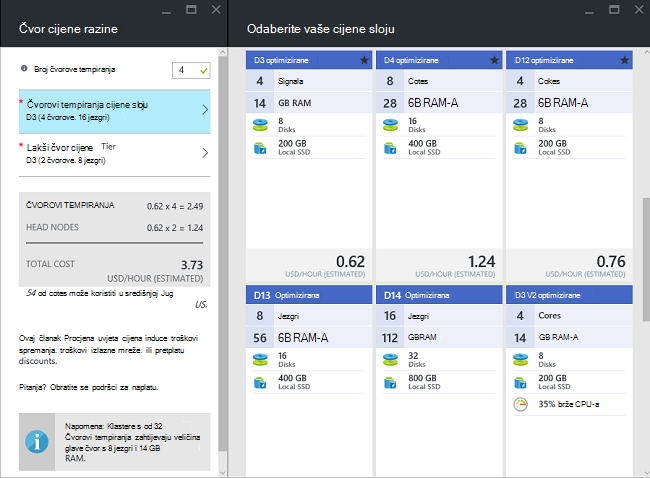 Čvor cijene razine
Broj čvorove tempiranja
4
* Čvorovi tempiranja cijene sloju
D3 (4 čvorove. 16 jezgri)
* Lakši čvor cijene Tier
D3 (2 čvorove. 8 jezgri)
ČVOROVI TEMPIRANJA 0.62 x 4 = 2.49
HEAD NODES 0.62 x 2 = 1.24
TOTAL COST 3.73
USD/HOUR (ESTIMATED)
54 od cotes može koristiti u središnjoj Jug
US.
Ovaj članak Procjena uvjeta cijena induce troškovi
spremanja. troškovi izlazne mreže. ili pretplatu
discounts.
Pitanja? Obratite se podršci za naplatu.
Napomena: Klastere s od 32
Čvorovi tempiranja zahtijevaju veličina
glave čvor s 8 jezgri i 14 GB
RAM.
Odaberite vaše cijene sloju
D3 optimizirane
4 Signala
14 GB RAM
8
Disks
200 GB
Local SSD
0.62
USD/HOUR (ESTIMATED)
D4 optimizirane
8 Cotes
28 6B RAM-A
16
Disks
400 GB
Local SSD
1.24
USD/HOUR (ESTIMATED)
D12 optimizirane
4 Cokes
28 6B RAM-A
8
Disks
200 GB
Local SSD
0.76
USD/HOUR (ESTIMATED)
D13 Optimizirana
8 Jezgri
56 6B RAM-A
16
Disks
400 GB
Local SSD
D14 Optimizirana
16 Jezgri
112 GBRAM
32
Disks
800 GB
Local SSD
D3 V2 optimizirane
4 Cores
14 GB RAM-A
8
Disks
200 GB
Local SSD
35% brže CPU-a